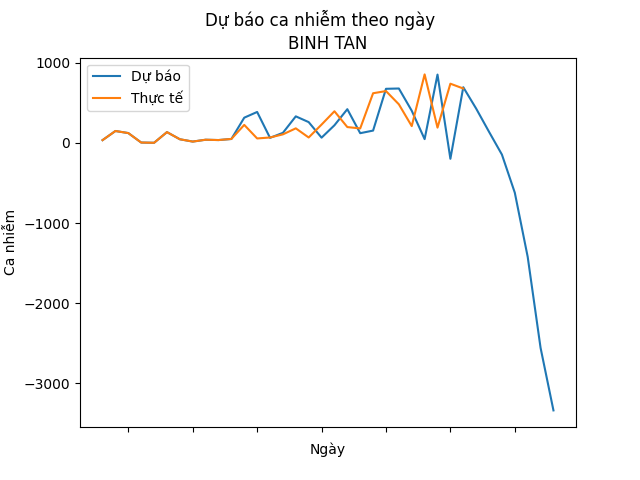 Dự báo ca nhiễm theo ngày
BINH TAN
Dự báo
Thực tế
1000
0
−1000
−2000
−3000
Ca nhiễm
Ngày